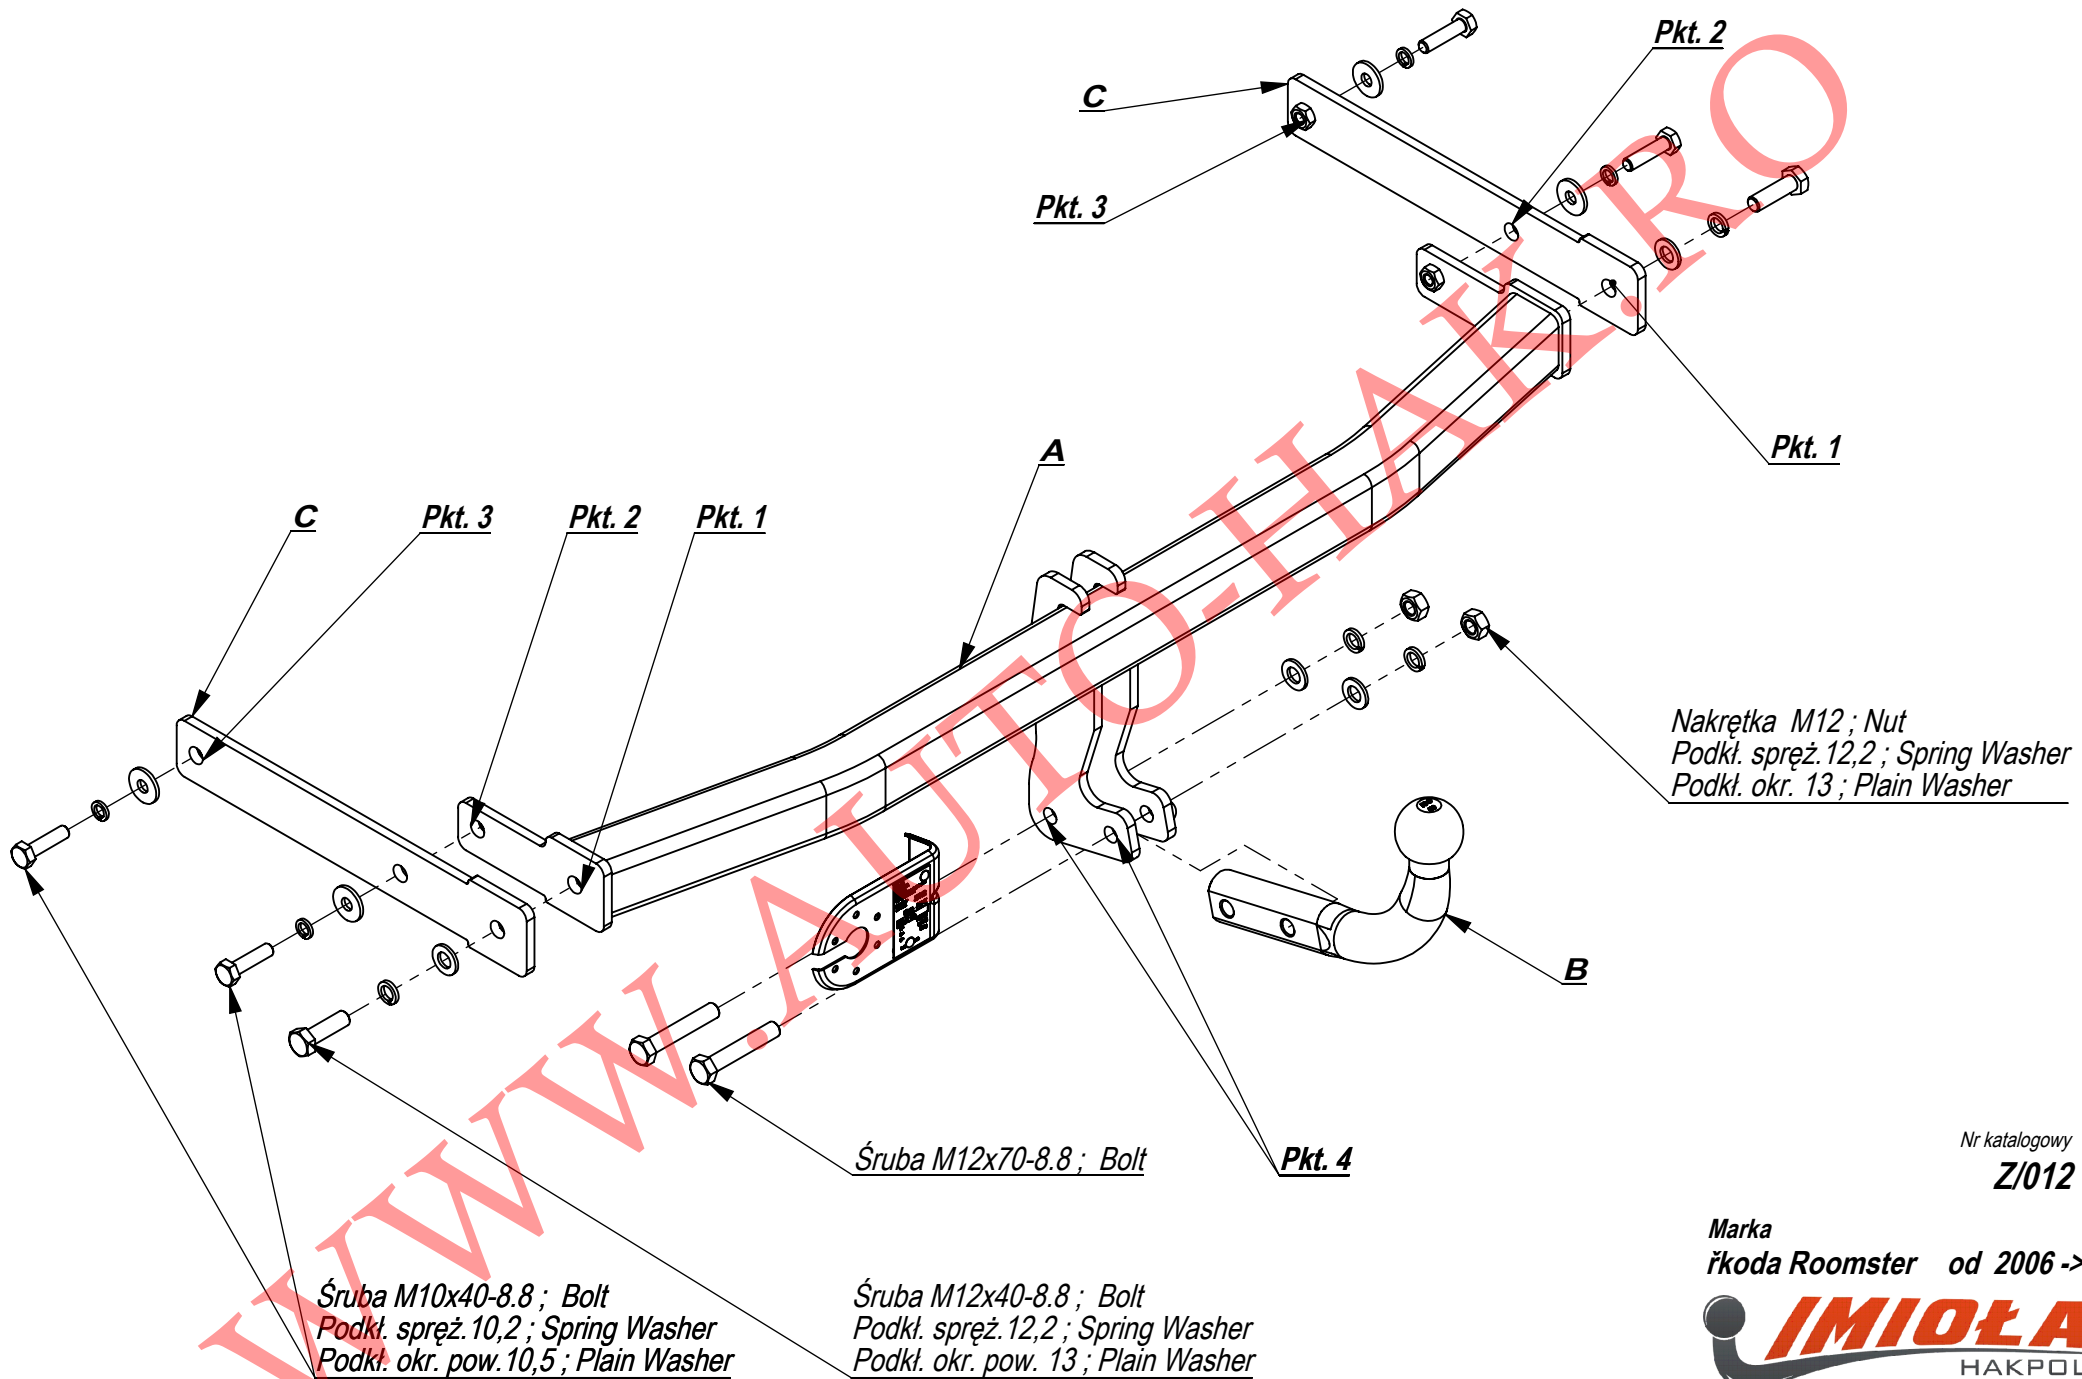 Pkt. 2
C
Pkt. 3
Pkt. 1
A
C
Pkt. 3
Pkt. 2
Pkt. 1
Nakrętka M12 ; Nut
Podkł. spręż.12,2 ; Spring Washer
Podkł. okr. 13 ; Plain Washer
B
Śruba M12x70-8.8 ; Bolt
Pkt. 4
Nr katalogowy
Z/012
Marka
řkoda Roomster od 2006 ->
Śruba M10x40-8.8 ; Bolt
Podkł. spręż.10,2 ; Spring Washer
Podkł. okr. pow.10,5 ; Plain Washer
Śruba M12x40-8.8 ; Bolt
Podkł. spręż.12,2 ; Spring Washer
Podkł. okr. pow. 13 ; Plain Washer
IMIOŁA
HAKPOL
WWW.AUTO-HAK.RO